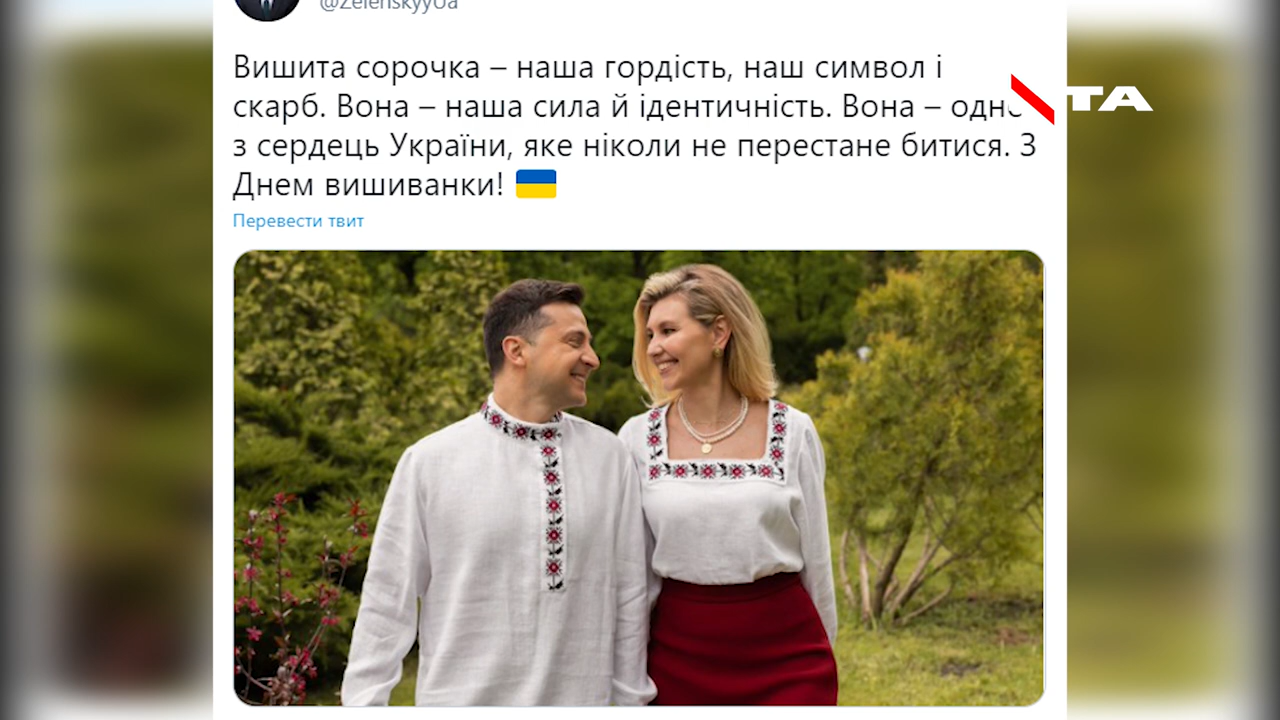 @ZelenskyyUa
Вишита сорочка – наша гордість, наш символ і
скарб. Вона – наша сила й ідентичність. Вона – одне
з сердець України, яке ніколи не перестане битися. З
Днем вишиванки!
Перевести твит
TA